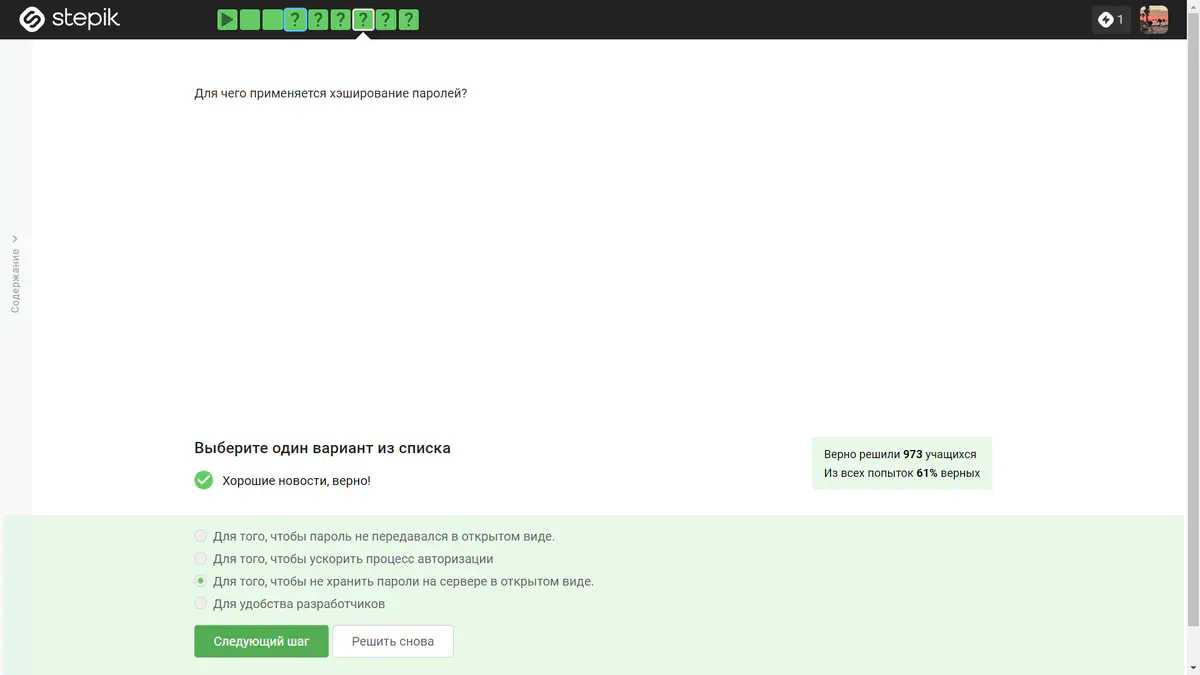 stepik
? ? ? ? ? ?
1
Для чего применяется хэширование паролей?
Содержание
Выберите один вариант из списка
Хорошие новости, верно!
Верно решили 973 учащихся
Из всех попыток 61% верных
Для того, чтобы пароль не передавался в открытом виде.
Для того, чтобы ускорить процесс авторизации
Для того, чтобы не хранить пароли на сервере в открытом виде.
Для удобства разработчиков
Следующий шаг
Решить снова